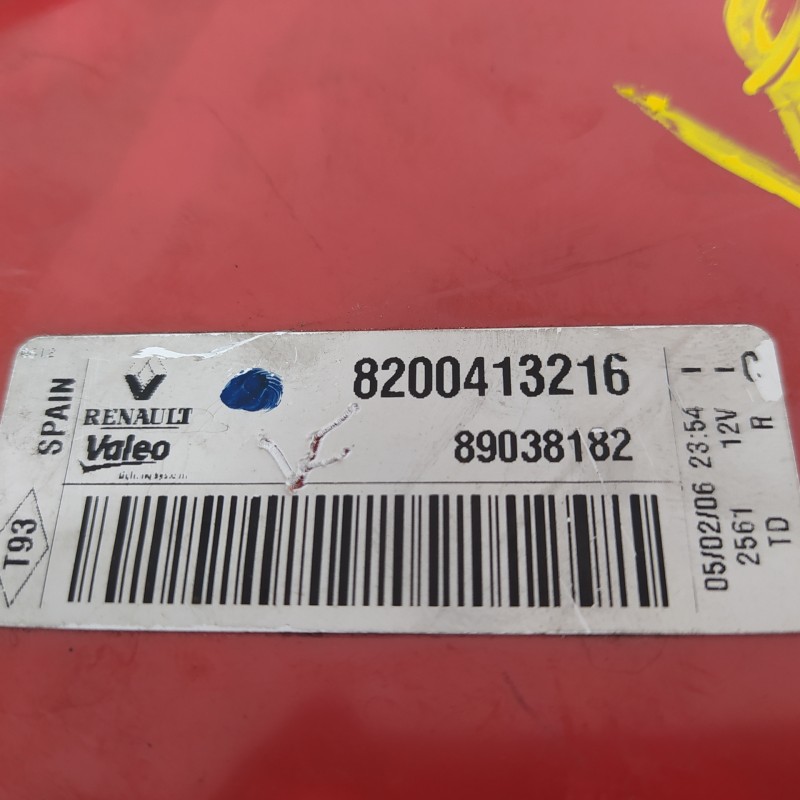 SPAIN
T93
RENAULT
Valeo
8200413216
89038182
05/02/06 23:54
2561 12V
TD R